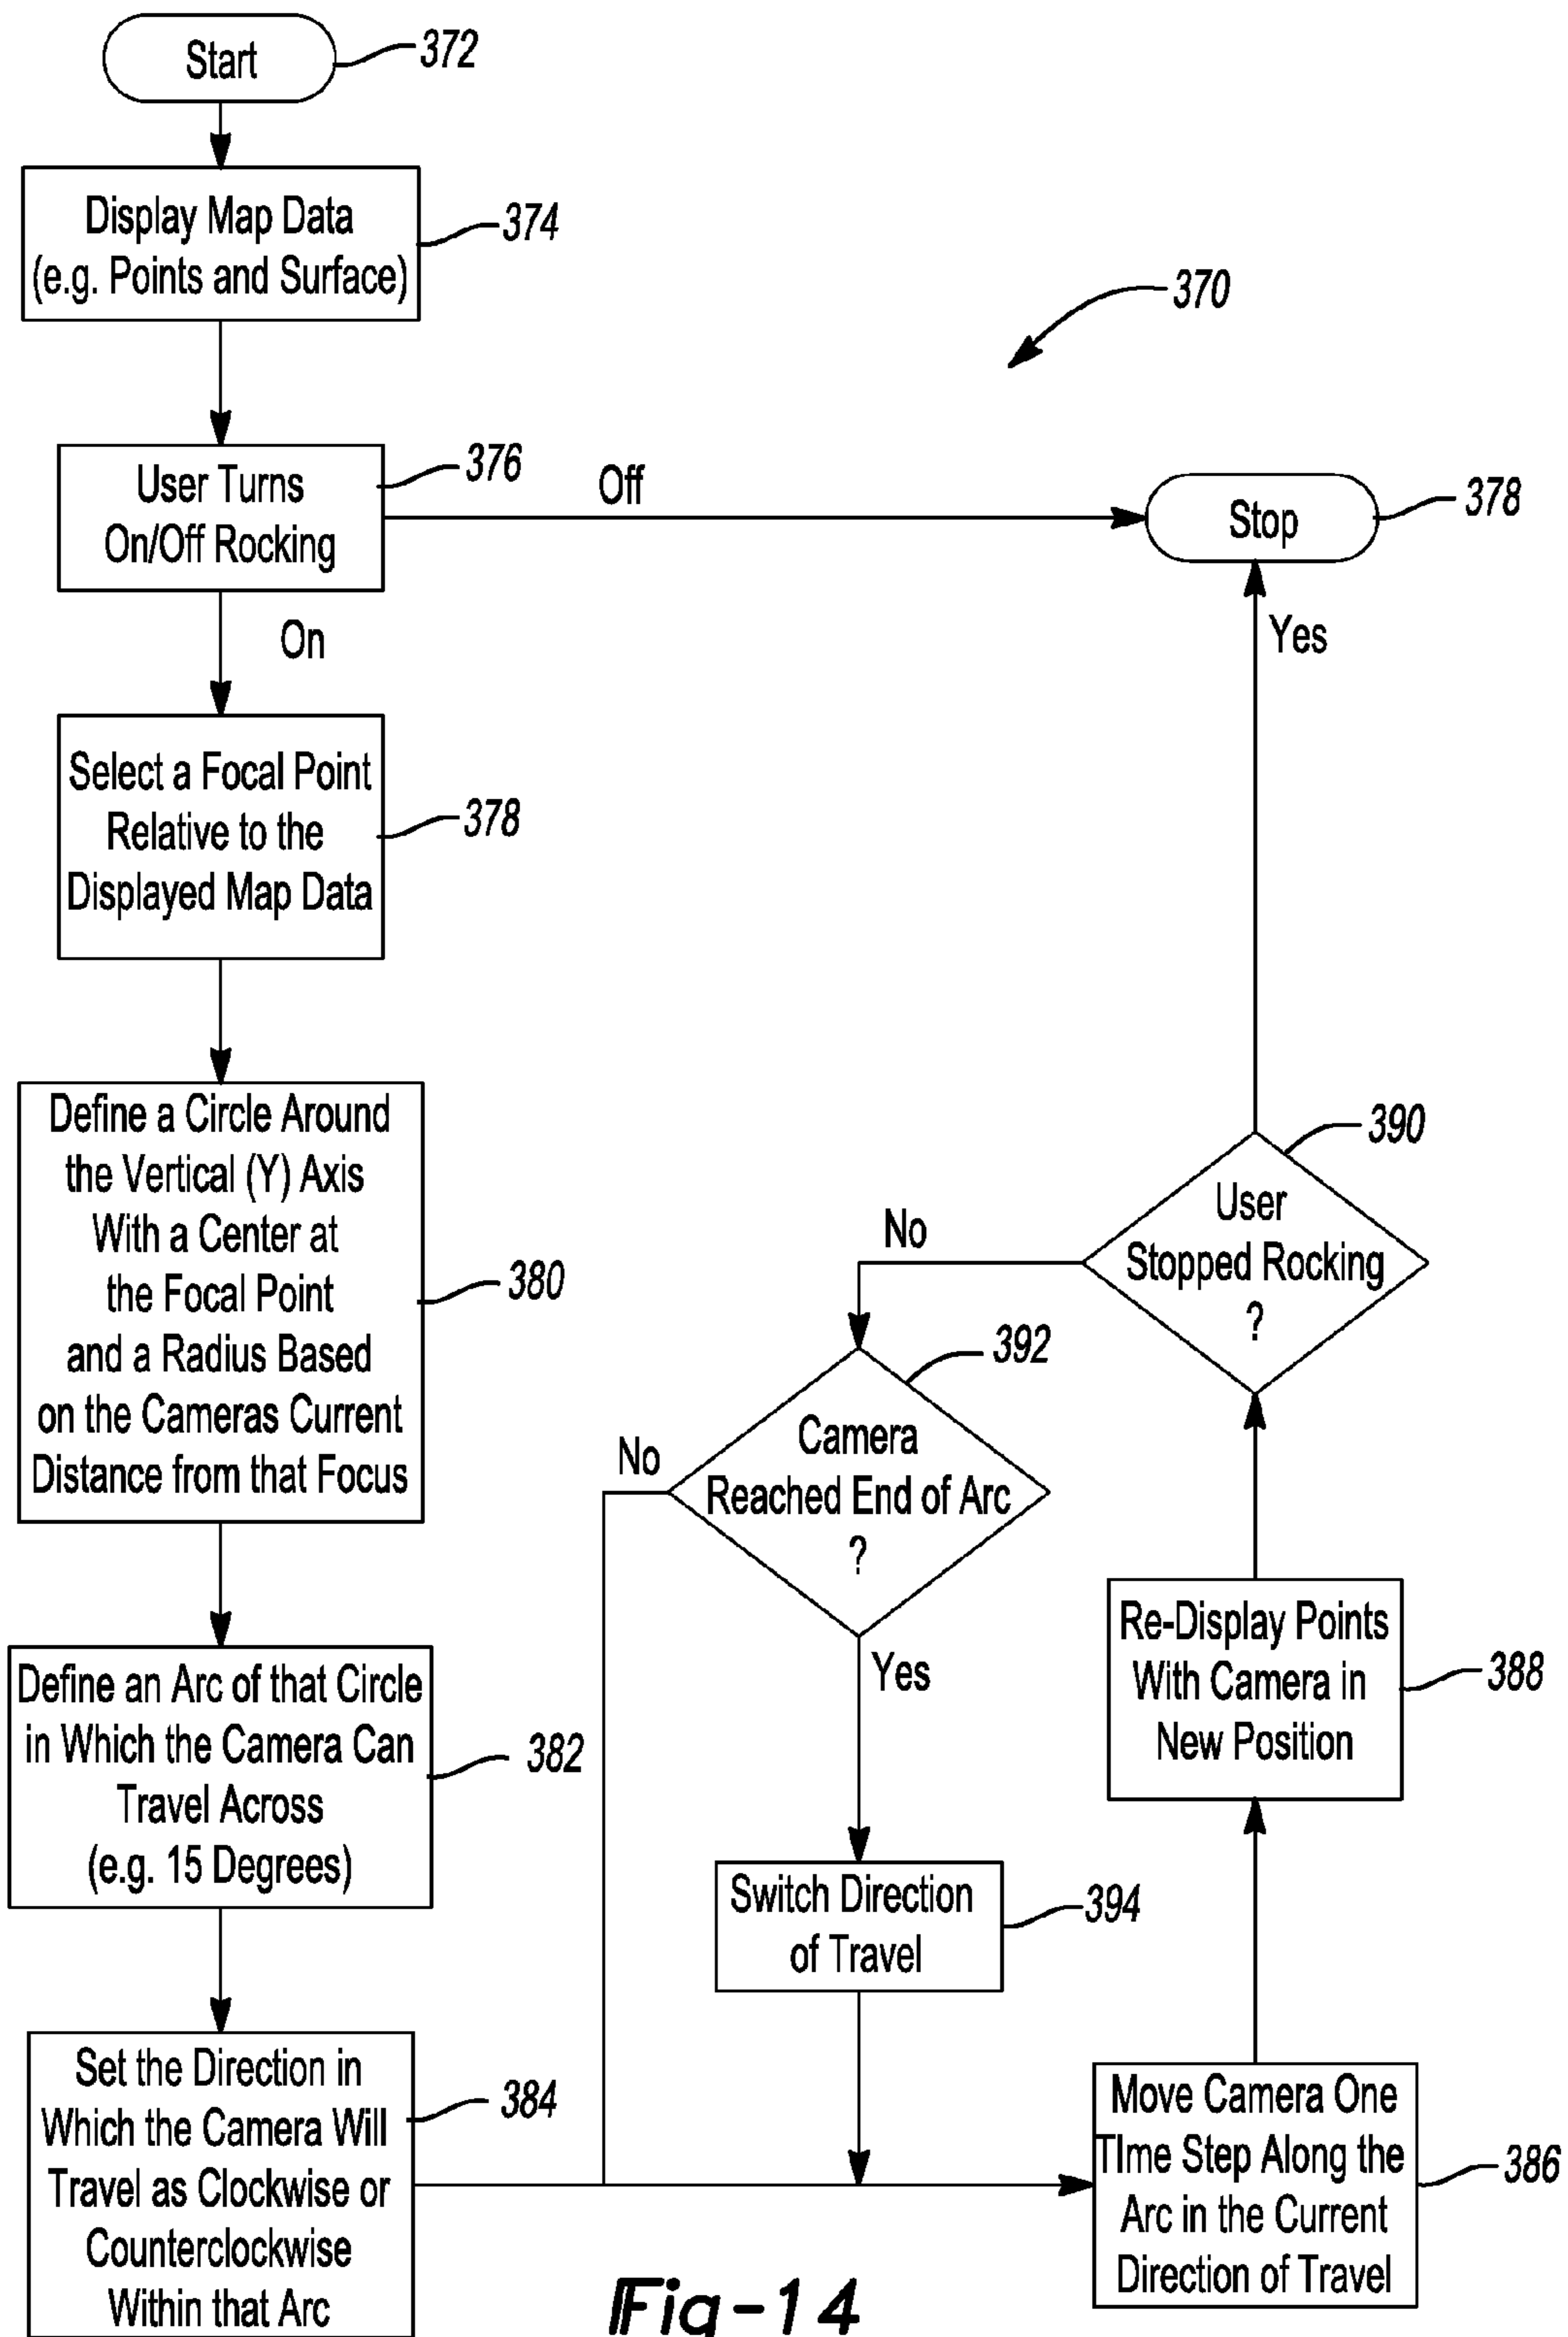 Start
372
Display Map Data
(e.g. Points and Surface)
374
370
User Turns
On/Off Rocking
376
Off
Stop
378
On
Yes
Select a Focal Point
Relative to the
Displayed Map Data
378
Define a Circle Around
the Vertical (Y) Axis
With a Center at
the Focal Point
and a Radius Based
on the Cameras Current
Distance from that Focus
380
390
User
Stopped Rocking
?
No
392
Camera
Reached End of Arc
?
No
Yes
Define an Arc of that Circle
in Which the Camera Can
Travel Across
(e.g. 15 Degrees)
382
Re-Display Points
With Camera in
New Position
388
Switch Direction
of Travel
394
Set the Direction in
Which the Camera Will
Travel as Clockwise or
Counterclockwise
Within that Arc
384
Move Camera One
TIme Step Along the
Arc in the Current
Direction of Travel
386
Fig-14